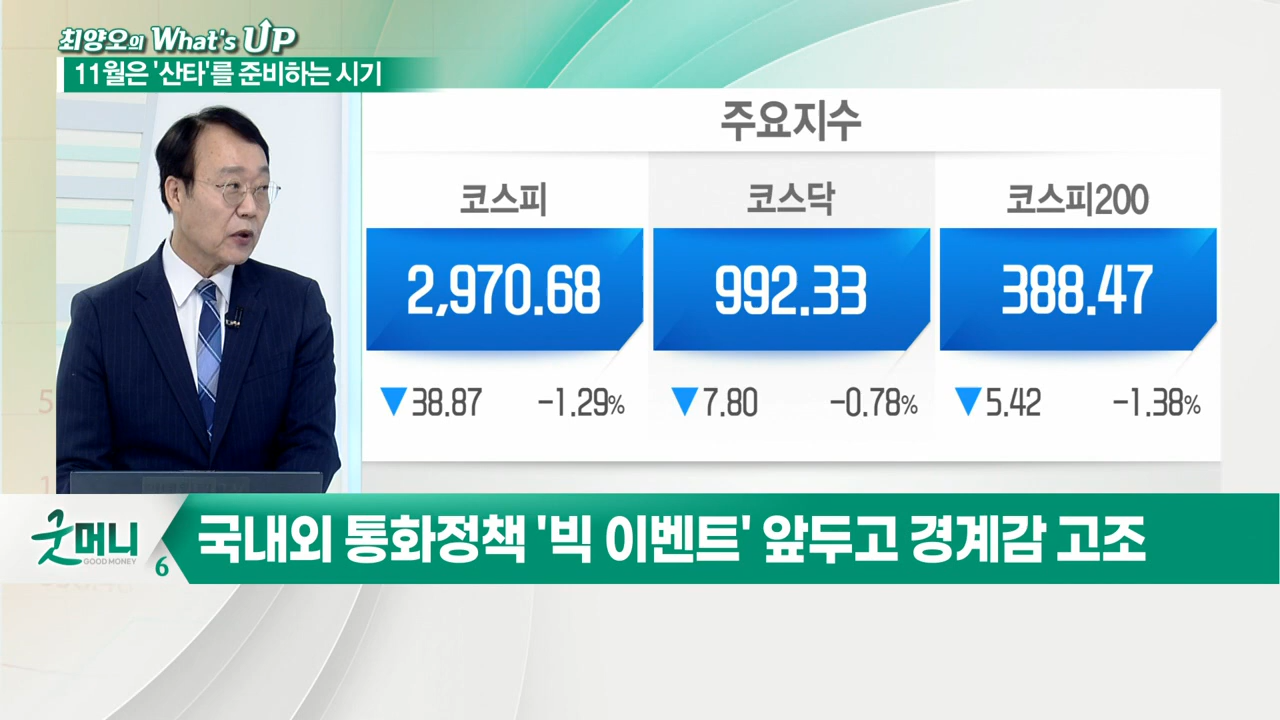 최양오의 What's UP
11월은 '산타'를 준비하는 시기
주요지수
코스피
코스닥
코스피200
2,970.68
992.33
388.47
▼38.87 -1.29%
▼7.80 -0.78%
▼5.42 -1.38%
굿머니
GOOD MONEY
6
국내외 통화정책 '빅 이벤트' 앞두고 경계감 고조